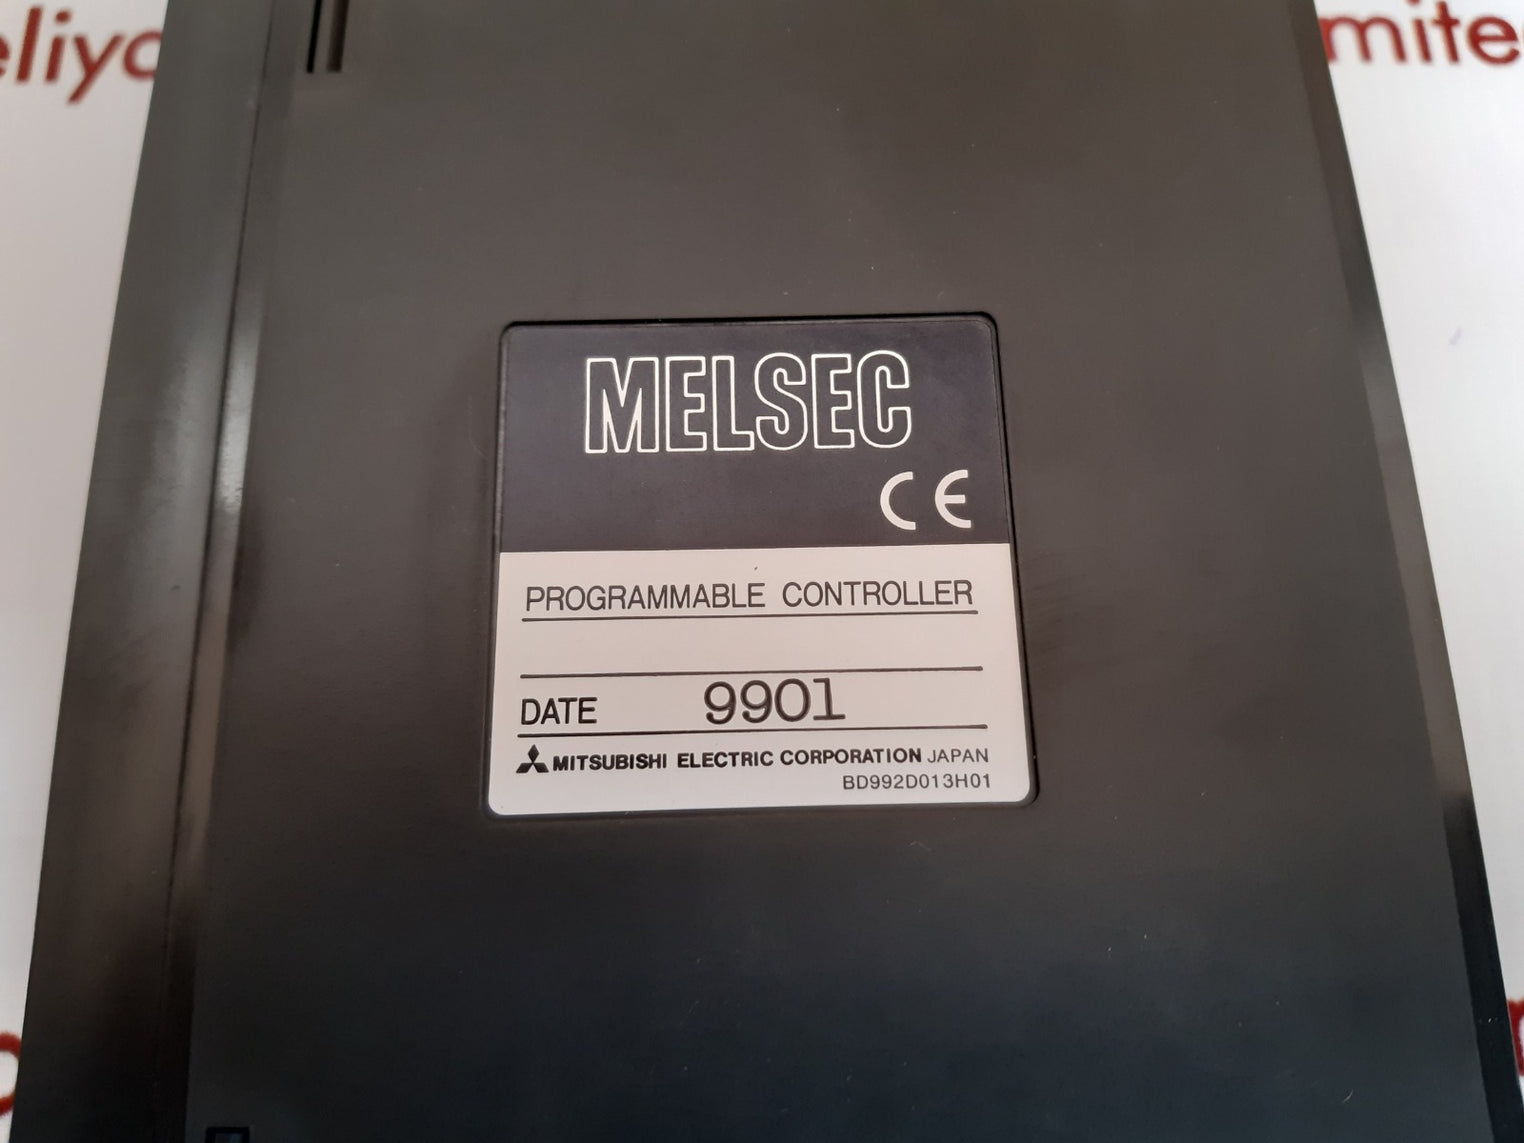 MELSEC
CE
PROGRAMMABLE CONTROLLER
DATE 9901
MITSUBISHI ELECTRIC CORPORATION JAPAN
BD992D013H01